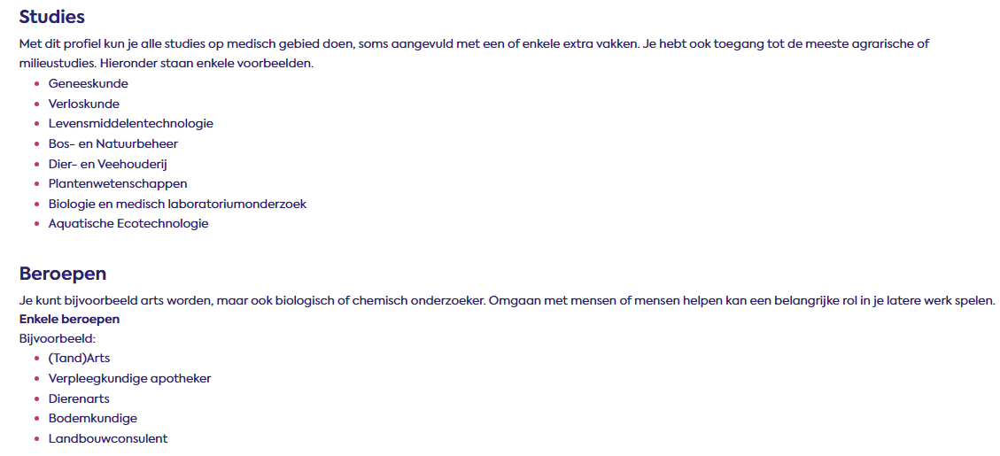 Studies
Met dit profiel kun je alle studies op medisch gebied doen, soms aangevuld met een of enkele extra vakken. Je hebt ook toegang tot de meeste agrarische of
milieustudies. Hieronder staan enkele voorbeelden.
• Geneeskunde
• Verloskunde
• Levensmiddelentechnologie
• Bos- en Natuurbeheer
• Dier- en Veehouderij
• Plantenwetenschappen
• Biologie en medisch laboratoriumonderzoek
• Aquatische Ecotechnologie
Beroepen
Je kunt bijvoorbeeld arts worden, maar ook biologisch of chemisch onderzoeker. Omgaan met mensen of mensen helpen kan een belangrijke rol in je latere werk spelen.
Enkele beroepen
Bijvoorbeeld:
• (Tand)Arts
• Verpleegkundige apotheker
• Dierenarts
• Bodemkundige
• Landbouwconsulent